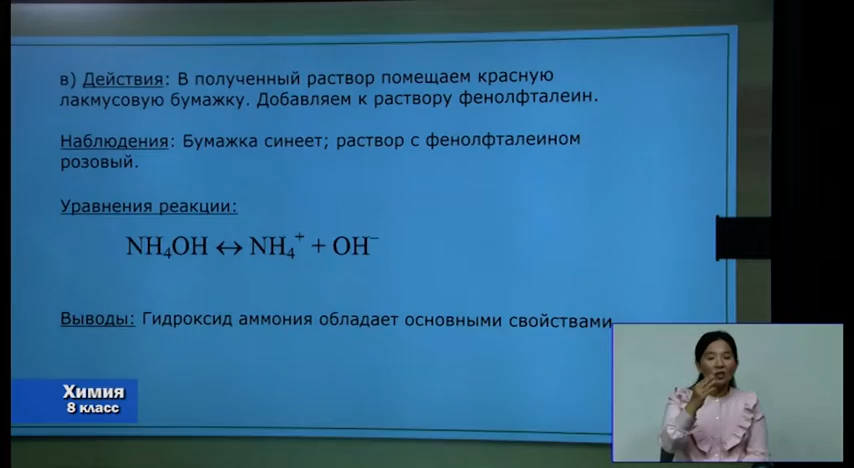 в) Действия: В полученный раствор помещаем красную
лакмусовую бумажку. Добавляем к раствору фенолфталеин.
Наблюдения: Бумажка синеет; раствор с фенолфталеином
розовый.
Уравнения реакции:
NH₄OH ↔ NH₄⁺ + OH⁻
Выводы: Гидроксид аммония обладает основными свойствами
Химия
8 класс